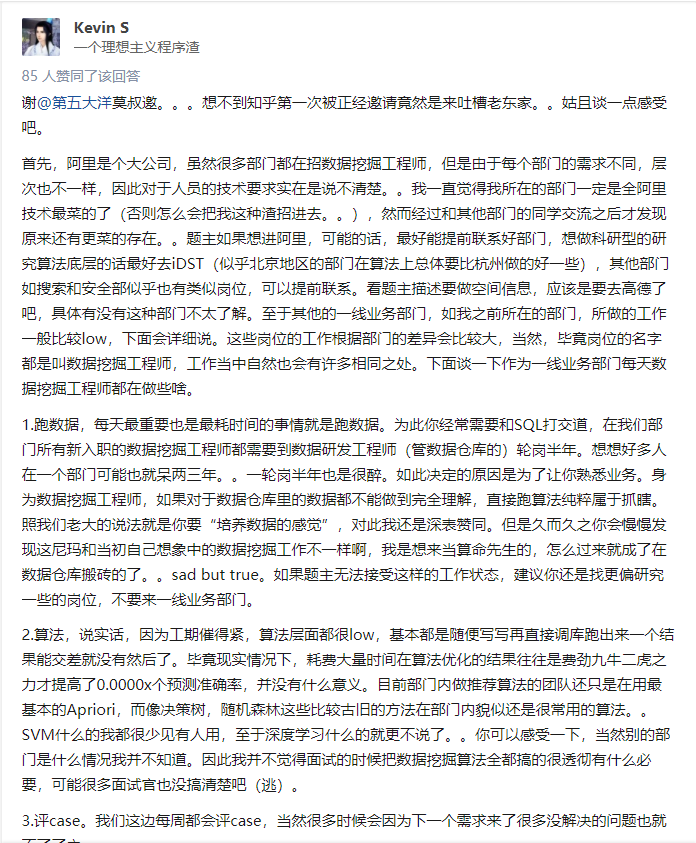 Kevin S
一个理想主义程序渣
85 人赞同了该回答
谢@第五大洋莫叔邀。。。想不到知乎第一次被正经邀请竟然是来吐槽老东家。。姑且谈一点感受
吧。
首先，阿里是个大公司，虽然很多部门都在招数据挖掘工程师，但是由于每个部门的需求不同，层
次也不一样，因此对于人员的技术要求实在是说不清楚。。我一直觉得我所在的部门一定是全阿里
技术最菜的了（否则怎么会把我这种渣招进去。。），然而经过和其他部门的同学交流之后才发现
原来还有更菜的存在。。题主如果想进阿里，可能的话，最好能提前联系好部门，想做科研型的研
究算法底层的话最好去iDST（似乎北京地区的部门在算法上总体要比杭州做的好一些），其他部门
如搜索和安全部似乎也有类似岗位，可以提前联系。看题主描述要做空间信息，应该是要去高德了
吧，具体有没有这种部门不太了解。至于其他的一线业务部门，如我之前所在的部门，所做的工作
一般比较low，下面会详细说。这些岗位的工作根据部门的差异会比较大，当然，毕竟岗位的名字
都是叫数据挖掘工程师，工作当中自然也会有许多相同之处。下面谈一下作为一线业务部门每天数
据挖掘工程师都在做些啥。
1.跑数据，每天最重要也是最耗时间的事情就是跑数据。为此你经常需要和SQL打交道，在我们部
门所有新入职的数据挖掘工程师都需要到数据研发工程师（管数据仓库的）轮岗半年。想想好多人
在一个部门可能也就呆两三年。。一轮岗半年也是很醉。如此决定的原因是为了让你熟悉业务。身
为数据挖掘工程师，如果对于数据仓库里的数据都不能做到完全理解，直接跑算法纯粹属于抓瞎。
照我们老大的说法就是你要“培养数据的感觉”，对此我还是深表赞同。但是久而久之你会慢慢发
现这尼玛和当初自己想象中的数据挖掘工作不一样啊，我是想来当算命先生的，怎么过来就成了在
数据仓库搬砖的了。。sad but true。如果题主无法接受这样的工作状态，建议你还是找更偏研究
一些的岗位，不要来一线业务部门。
2.算法，说实话，因为工期催得紧，算法层面都很low，基本都是随便写写再直接调库跑出来一个结
果能交差就没有然后了。毕竟现实情况下，耗费大量时间在算法优化的结果往往是费劲九牛二虎之
力才提高了0.0000x个预测准确率，并没有什么意义。目前部门内做推荐算法的团队还只是在用最
基本的Apriori，而像决策树，随机森林这些比较古旧的方法在部门内貌似还是很常用的算法。。
SVM什么的我都很少见有人用，至于深度学习什么的就更不说了。。你可以感受一下，当然别的部
门是什么情况我并不知道。因此我并不觉得面试的时候把数据挖掘算法全都搞的很透彻有什么必
要，可能很多面试官也没搞清楚吧（逃）。
3.评case。我们这边每周都会评case，当然很多时候会因为下一个需求来了很多没解决的问题也就